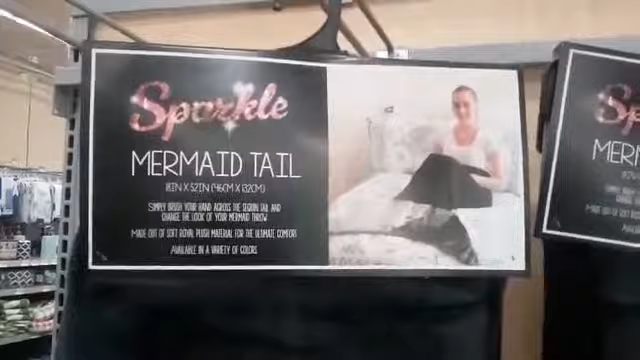 Sparkle
MERMAID TAIL
18IN X 52IN (46CM X 132CM)
SIMPLY BRUSH YOUR HAND ACROSS THE SEQUIN TAIL AND
CHANGE THE LOOK OF YOUR MERMAID THROW
MADE OUT OF SOFT ROYAL PLUSH MATERIAL FOR THE ULTIMATE COMFORT
AVAILABLE IN A VARIETY OF COLORS
Sp
MER